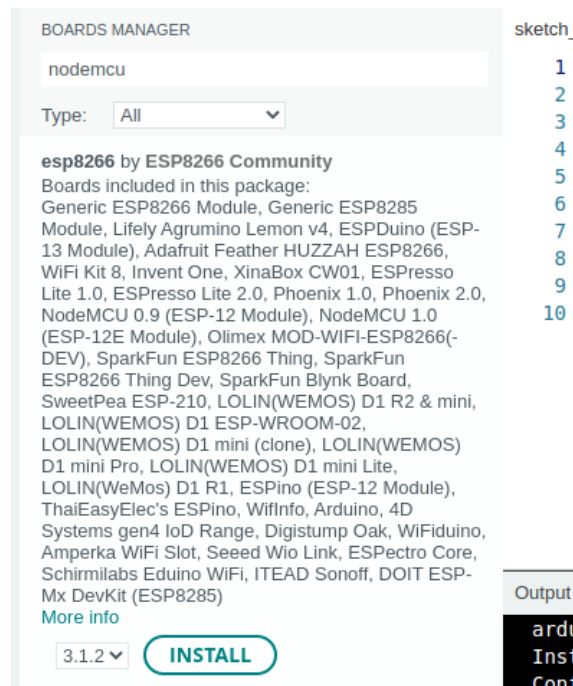 BOARDS MANAGER
nodemcu
Type: All
esp8266 by ESP8266 Community
Boards included in this package:
Generic ESP8266 Module, Generic ESP8285
Module, Lifely Agrumino Lemon v4, ESPDuino (ESP-
13 Module), Adafruit Feather HUZZAH ESP8266,
WiFi Kit 8, Invent One, XinaBox CW01, ESPresso
Lite 1.0, ESPresso Lite 2.0, Phoenix 1.0, Phoenix 2.0,
NodeMCU 0.9 (ESP-12 Module), NodeMCU 1.0
(ESP-12E Module), Olimex MOD-WIFI-ESP8266(-
DEV), SparkFun ESP8266 Thing, SparkFun
ESP8266 Thing Dev, SparkFun Blynk Board,
SweetPea ESP-210, LOLIN(WEMOS) D1 R2 & mini,
LOLIN(WEMOS) D1 ESP-WROOM-02,
LOLIN(WEMOS) D1 mini (clone), LOLIN(WEMOS)
D1 mini Pro, LOLIN(WEMOS) D1 mini Lite,
LOLIN(WeMos) D1 R1, ESPino (ESP-12 Module),
ThaiEasyElec's ESPino, WifInfo, Arduino, 4D
Systems gen4 IoD Range, Digistump Oak, WiFiduino,
Amperka WiFi Slot, Seeed Wio Link, ESPectro Core,
Schirmilabs Eduino WiFi, ITEAD Sonoff, DOIT ESP-
Mx DevKit (ESP8285)
More info
3.1.2 INSTALL
sketch_
1
2
3
4
5
6
7
8
9
10
Output
ardu
Inst
Conf